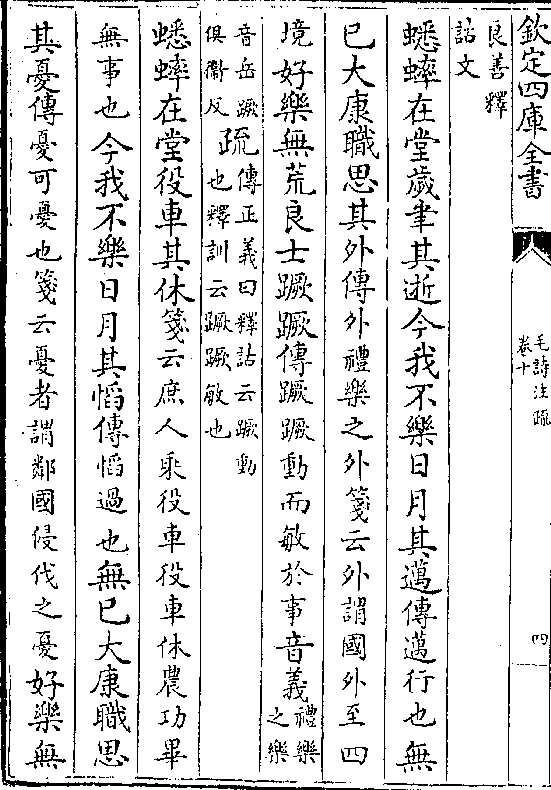 欽定四庫全書
毛詩注疏
卷十
四
良善釋
詁文
蟋蟀在堂歲聿其逝今我不樂日月其邁傳邁行也無
已大康職思其外傳外禮樂之外箋云外謂國外至四
境好樂無荒良士蹶蹶傳蹶蹶動而敏於事音義禮樂
之樂
音岳蹶
俱衞反
疏傳正義曰釋詁云蹶動
也釋訓云蹶蹶敏也
蟋蟀在堂役車其休箋云庶人乘役車役車休農功畢
無事也今我不樂日月其慆傳慆過也無已大康職思
其憂傳憂可憂也箋云憂者謂鄰國侵伐之憂好樂無